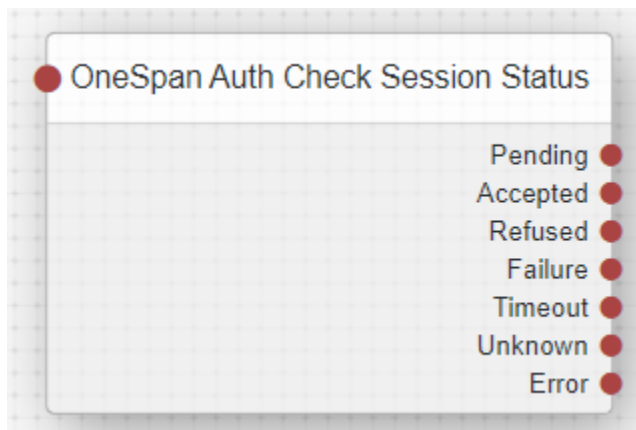 OneSpan Auth Check Session Status
Pending
Accepted
Refused
Failure
Timeout
Unknown
Error